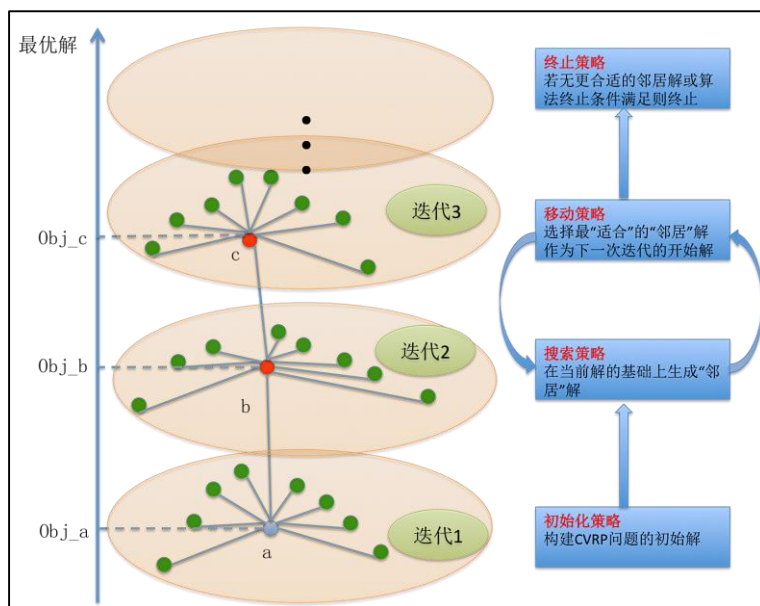 最优解
终止策略
若无更合适的邻居解或算
法终止条件满足则终止
迭代3
移动策略
选择最“适合”的“邻居”解
作为下一次迭代的开始解
Obj_c
c
迭代2
搜索策略
在当前解的基础上生成“邻
居”解
Obj_b
b
初始化策略
构建CVRP问题的初始解
Obj_a
迭代1
a